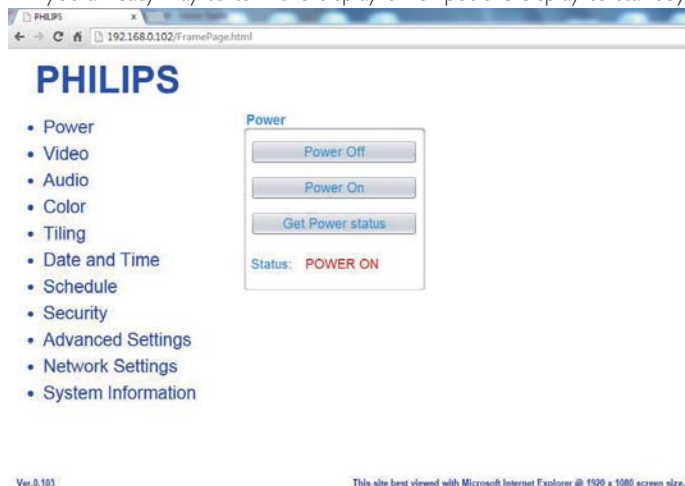 PHILIPS
192.168.0.102/FramePage.html
PHILIPS
• Power
• Video
• Audio
• Color
• Tiling
• Date and Time
• Schedule
• Security
• Advanced Settings
• Network Settings
• System Information
Power
Power Off
Power On
Get Power status
Status: POWER ON
Ver.0.103
This site best viewed with Microsoft Internet Explorer @ 1920 x 1080 screen size.